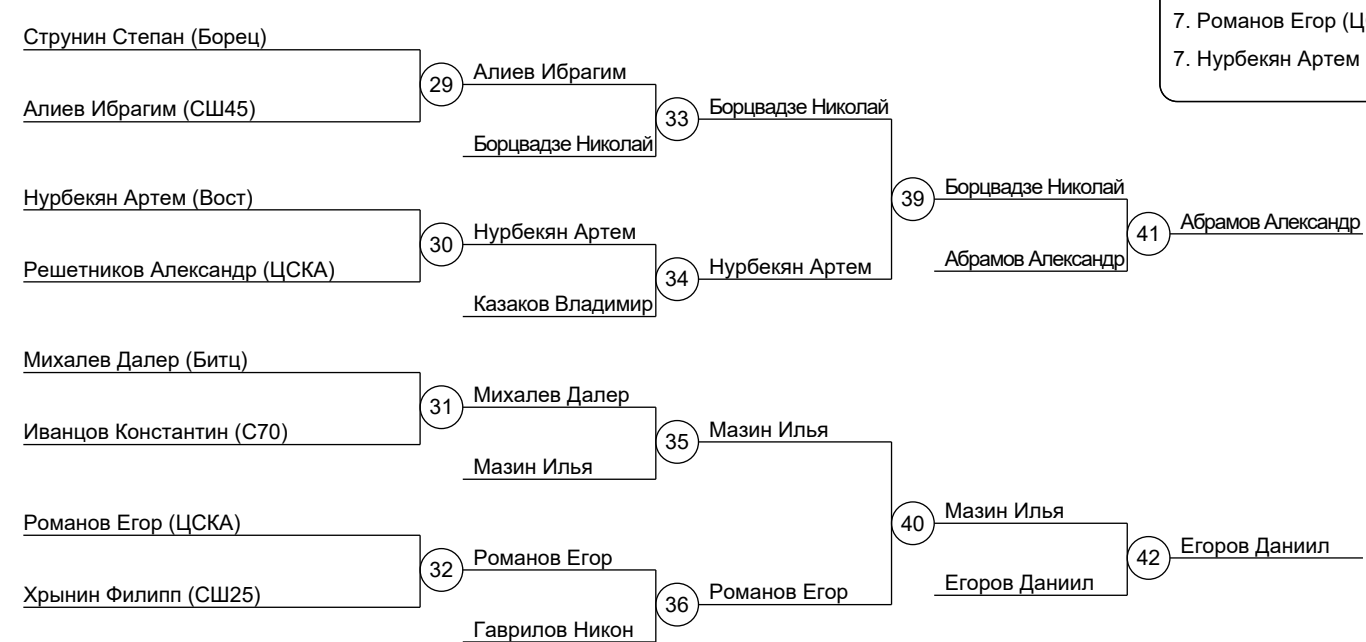 7. Романов Егор
7. Нурбекян Артем
Струнин Степан (Борец)
29
Алиев Ибрагим
Алиев Ибрагим (СШ45)
33
Борцвадзе Николай
Борцвадзе Николай
Нурбекян Артем (Вост)
39
Борцвадзе Николай
30
Нурбекян Артем
41
Абрамов Александр
Решетников Александр (ЦСКА)
34
Нурбекян Артем
Абрамов Александр
Казаков Владимир
Михалев Далер (Битц)
31
Михалев Далер
Иванцов Константин (С70)
35
Мазин Илья
Мазин Илья
Романов Егор (ЦСКА)
40
Мазин Илья
32
Романов Егор
42
Егоров Даниил
Хрынин Филипп (СШ25)
36
Романов Егор
Егоров Даниил
Гаврилов Никон